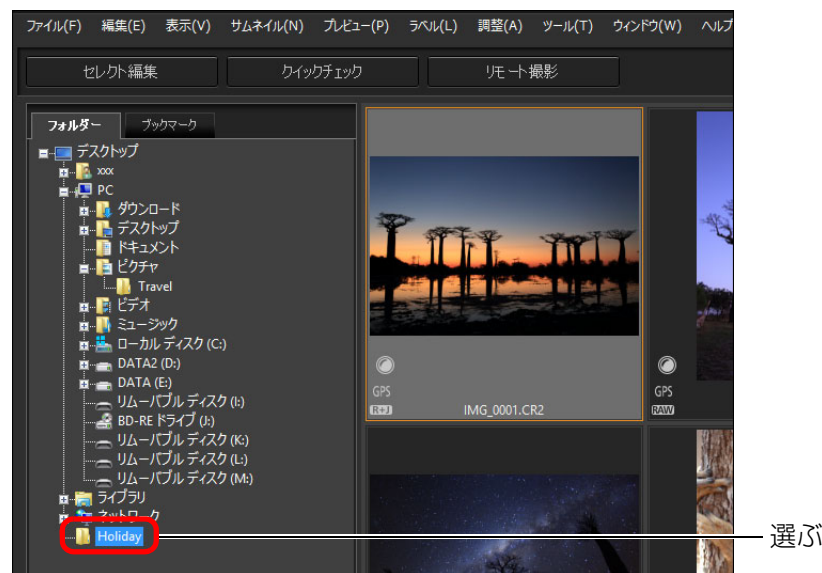 ファイル(F) 編集(E) 表示(V) サムネイル(N) プレビュー(P) ラベル(L) 調整(A) ツール(T) ウィンドウ(W) ヘルプ
セレクト編集 クイックチェック リモート撮影
フォルダー ブックマーク
デスクトップ
xxx
PC
ダウンロード
デスクトップ
ドキュメント
ピクチャ
Travel
ビデオ
ミュージック
ローカル ディスク (C:)
DATA2 (D:)
DATA (E:)
リムーバブル ディスク (I:)
BD-RE ドライブ (J:)
リムーバブル ディスク (K:)
リムーバブル ディスク (L:)
リムーバブル ディスク (M:)
ライブラリ
ネットワーク
Holiday
選ぶ
GPS
R+J
IMG_0001.CR2
GPS
RAW